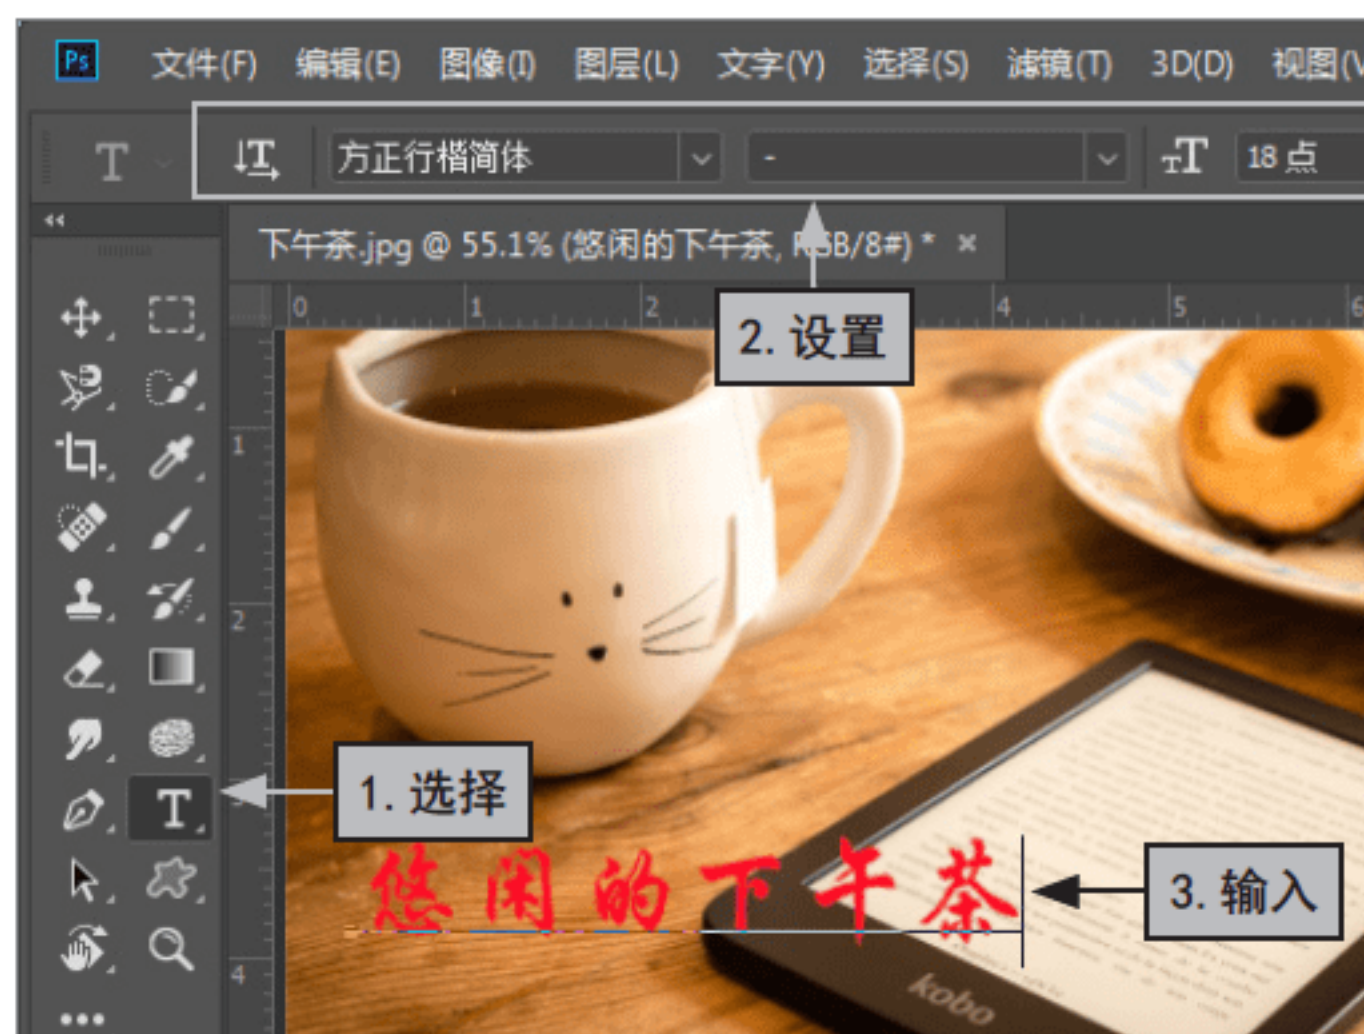 Ps 文件(F) 编辑(E) 图像(I) 图层(L) 文字(Y) 选择(S) 滤镜(T) 3D(D) 视图(V
T 方正行楷简体 - 18 点
下午茶.jpg @ 55.1% (悠闲的下午茶, RGB/8#) * ×
0 1 2 4 5 6
2. 设置
1
2
1. 选择
悠闲的下午茶
3. 输入
4
kobo